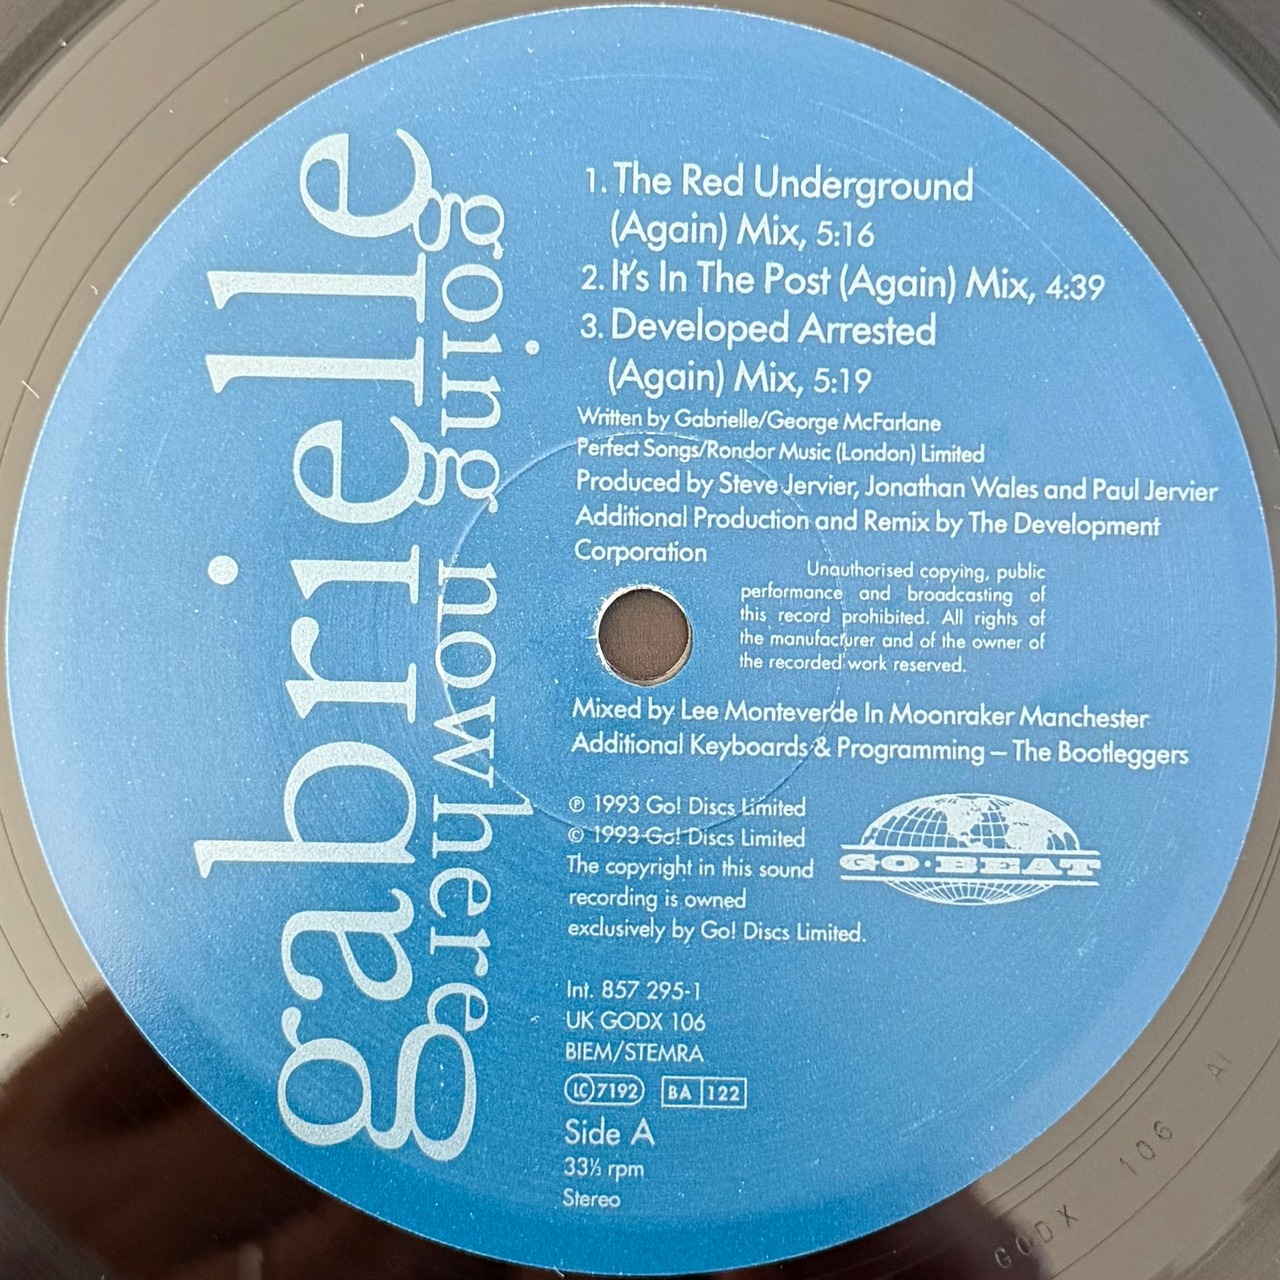 gabrielle
going nowhere
1. The Red Underground
(Again) Mix, 5:16
2. It's In The Post (Again) Mix, 4:39
3. Developed Arrested
(Again) Mix, 5:19
Written by Gabrielle/George McFarlane
Perfect Songs/Rondor Music (London) Limited
Produced by Steve Jervier, Jonathan Wales and Paul Jervier
Additional Production and Remix by The Development
Corporation
Unauthorised copying, public
performance and broadcasting of
this record prohibited. All rights of
the manufacturer and of the owner of
the recorded work reserved.
Mixed by Lee Monteverde In Moonraker Manchester
Additional Keyboards & Programming – The Bootleggers
℗ 1993 Go! Discs Limited
© 1993 Go! Discs Limited
The copyright in this sound
recording is owned
exclusively by Go! Discs Limited.
GO·BEAT
Int. 857 295-1
UK GODX 106
BIEM/STEMRA
LC 7192 BA 122
Side A
33⅓ rpm
Stereo
GODX 106 A1